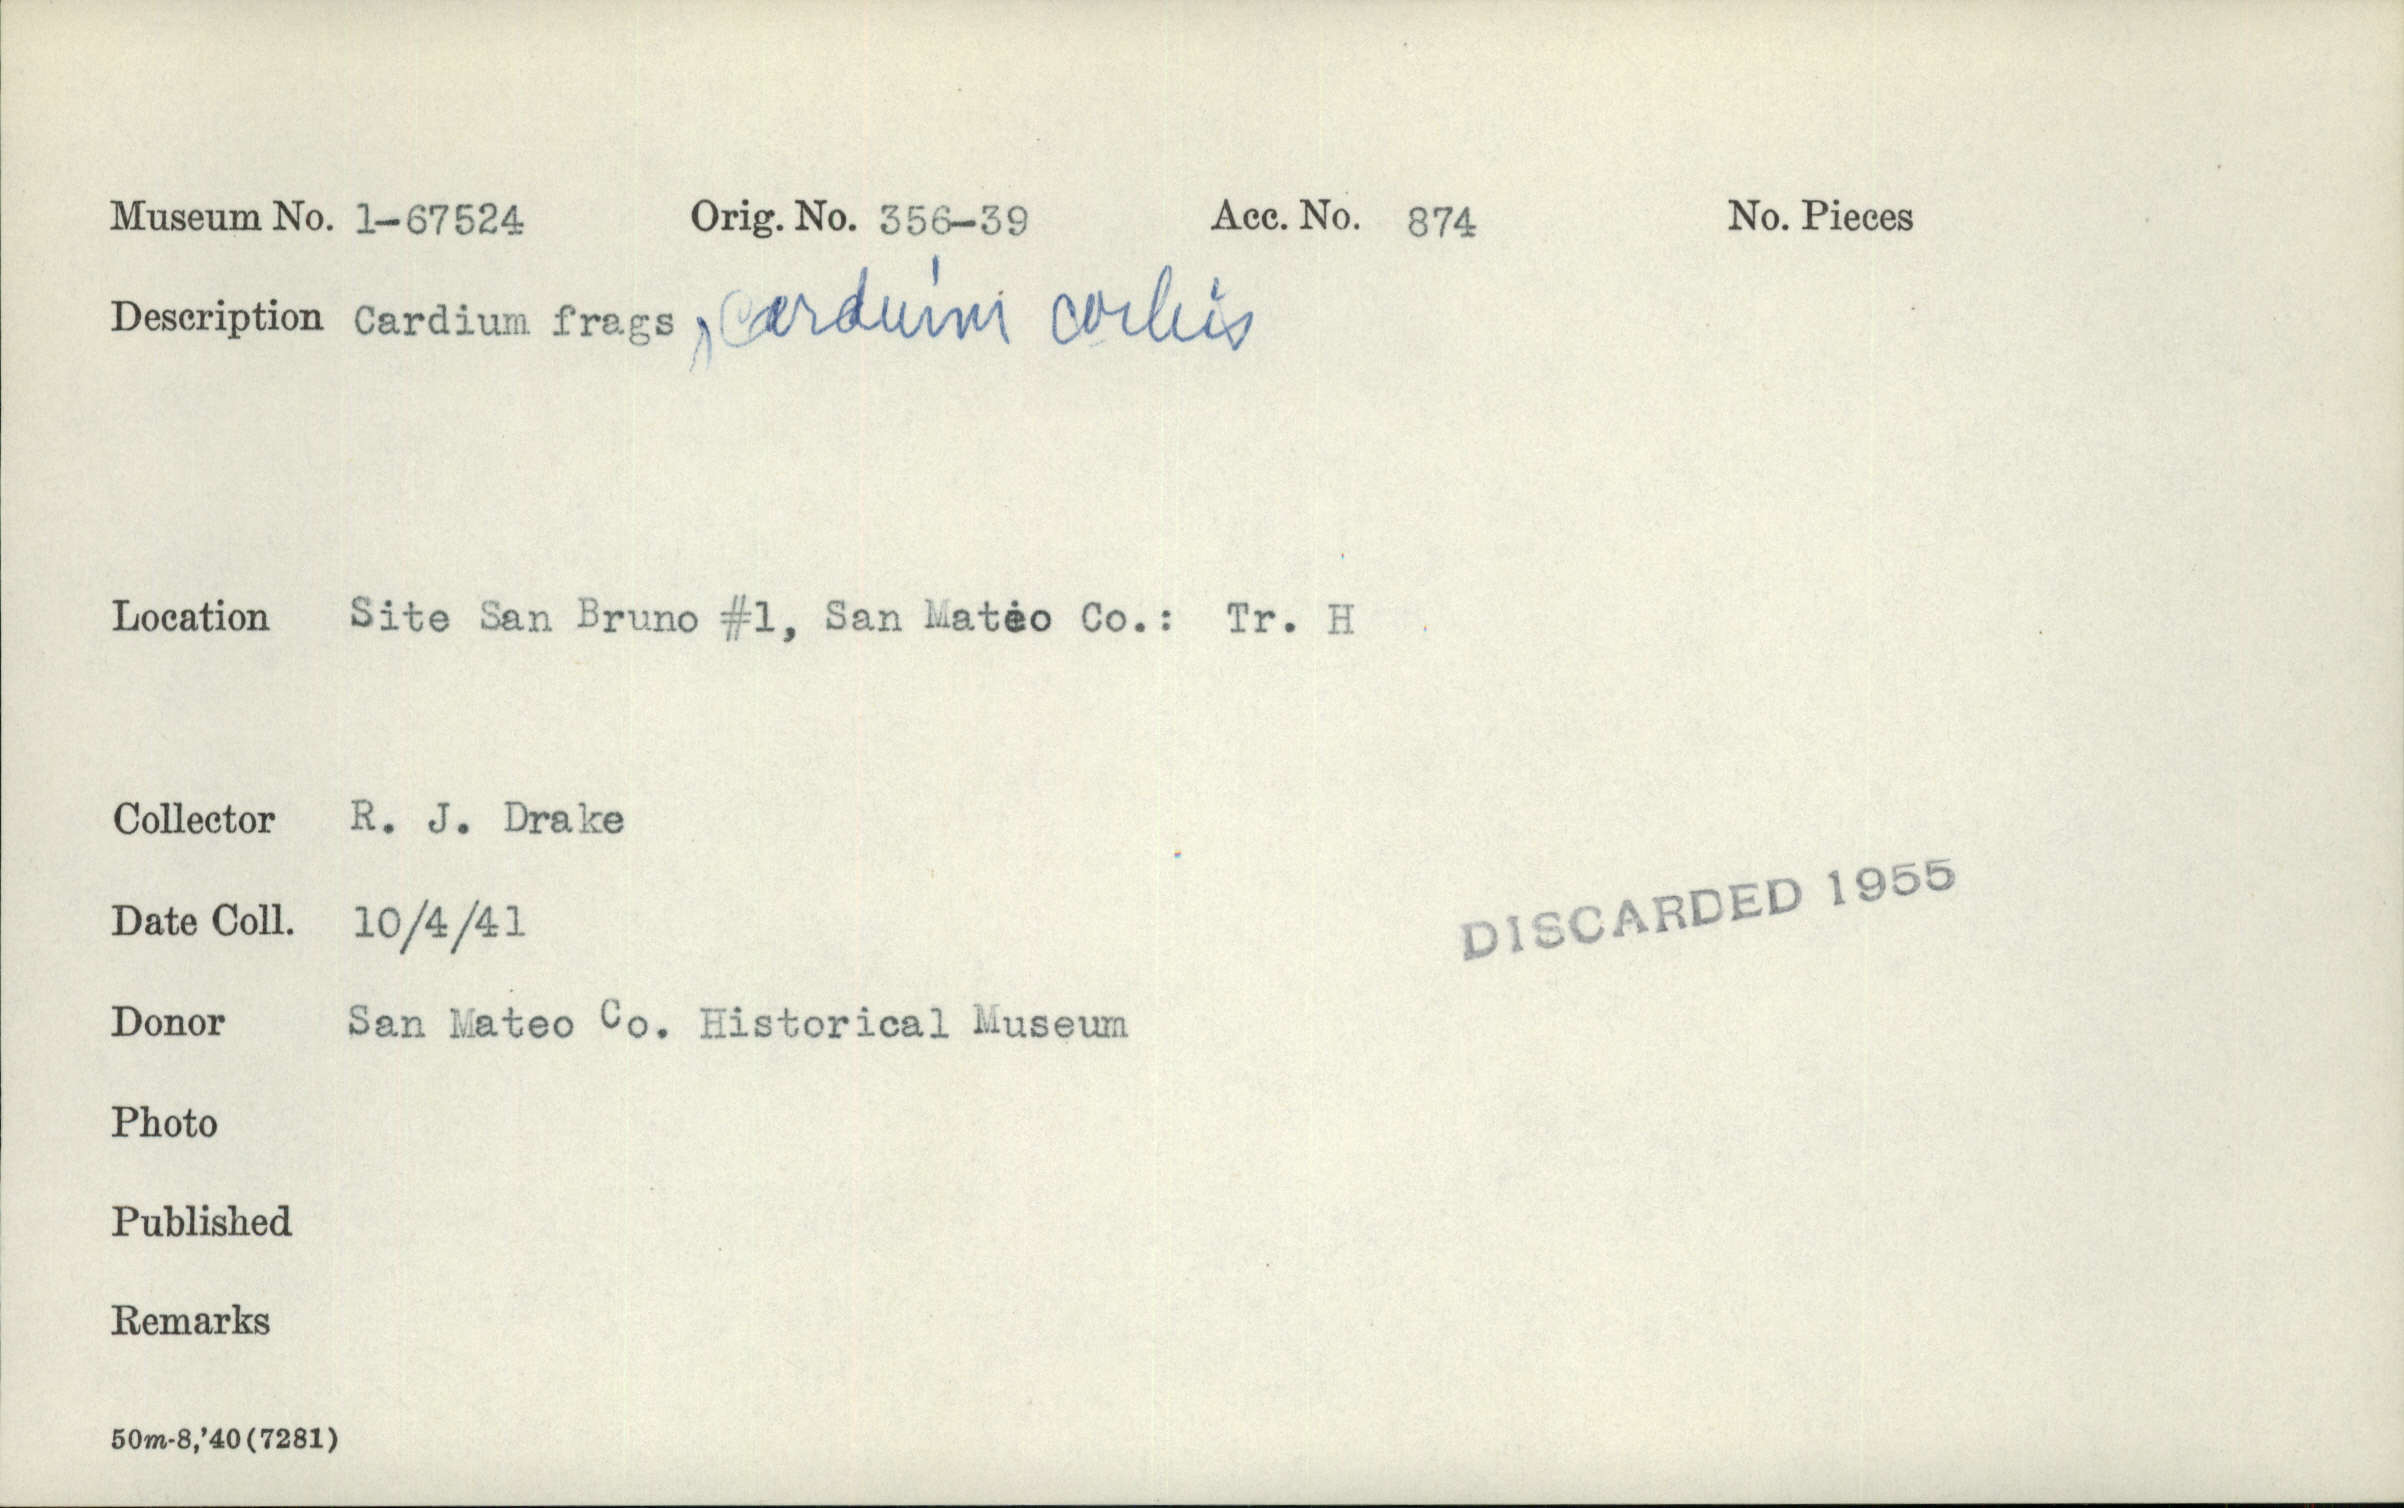 Museum No. 1-67524 Orig. No. 356-39 Acc. No. 874 No. Pieces
Description Cardium frags, Cardium corbis
Location Site San Bruno #1, San Mateo Co.: Tr. H
Collector R. J. Drake
DISCARDED 1955
Date Coll. 10/4/41
Donor San Mateo Co. Historical Museum
Photo
Published
Remarks
50m-8,'40(7281)